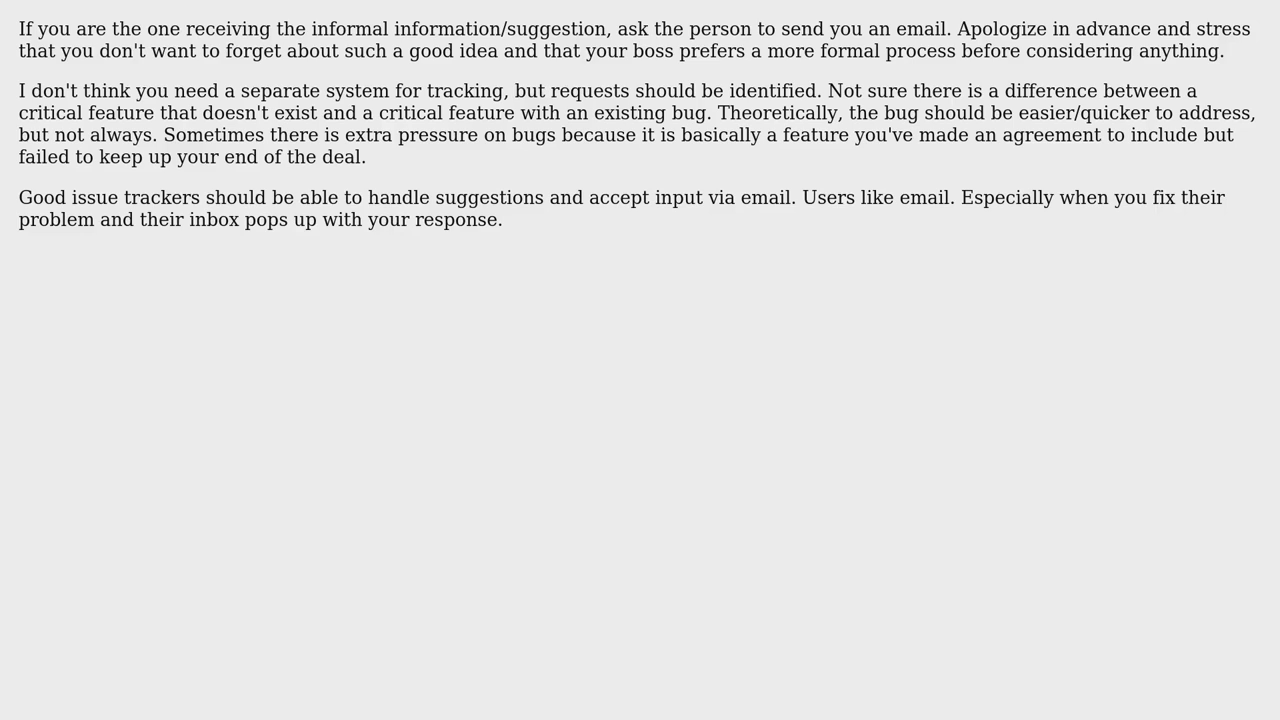 If you are the one receiving the informal information/suggestion, ask the person to send you an email. Apologize in advance and stress
that you don't want to forget about such a good idea and that your boss prefers a more formal process before considering anything.
I don't think you need a separate system for tracking, but requests should be identified. Not sure there is a difference between a
critical feature that doesn't exist and a critical feature with an existing bug. Theoretically, the bug should be easier/quicker to address,
but not always. Sometimes there is extra pressure on bugs because it is basically a feature you've made an agreement to include but
failed to keep up your end of the deal.
Good issue trackers should be able to handle suggestions and accept input via email. Users like email. Especially when you fix their
problem and their inbox pops up with your response.